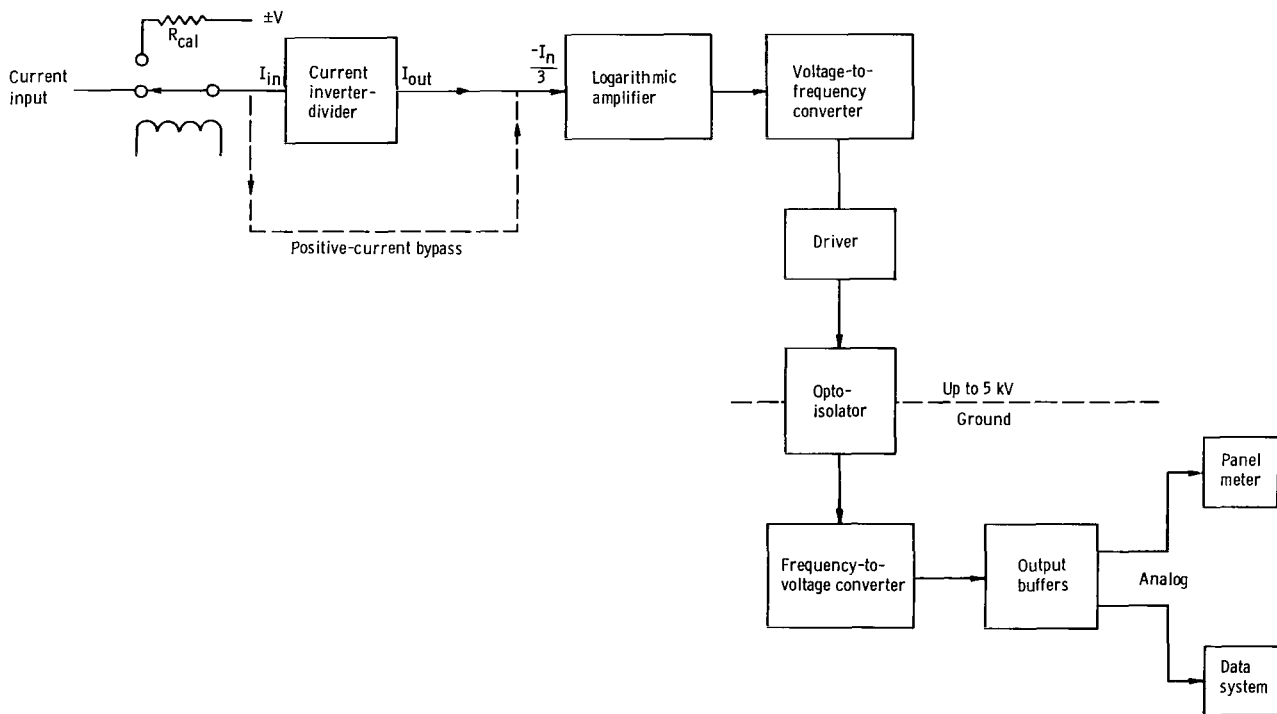 ±V
R_cal
Current
input
I_in
Current
inverter-
divider
I_out
-I_n
3
Logarithmic
amplifier
Voltage-to-
frequency
converter
Positive-current bypass
Driver
Opto-
isolator
Up to 5 kV
Ground
Panel
meter
Frequency-to-
voltage converter
Output
buffers
Analog
Data
system